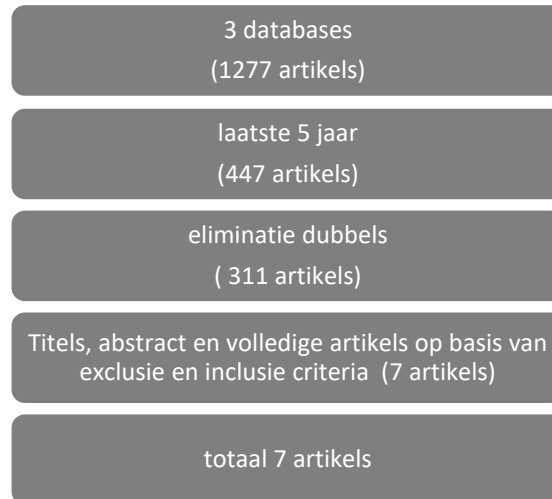 3 databases
(1277 artikels)
laatste 5 jaar
(447 artikels)
eliminatie dubbels
( 311 artikels)
Titels, abstract en volledige artikels op basis van
exclusie en inclusie criteria  (7 artikels)
totaal 7 artikels